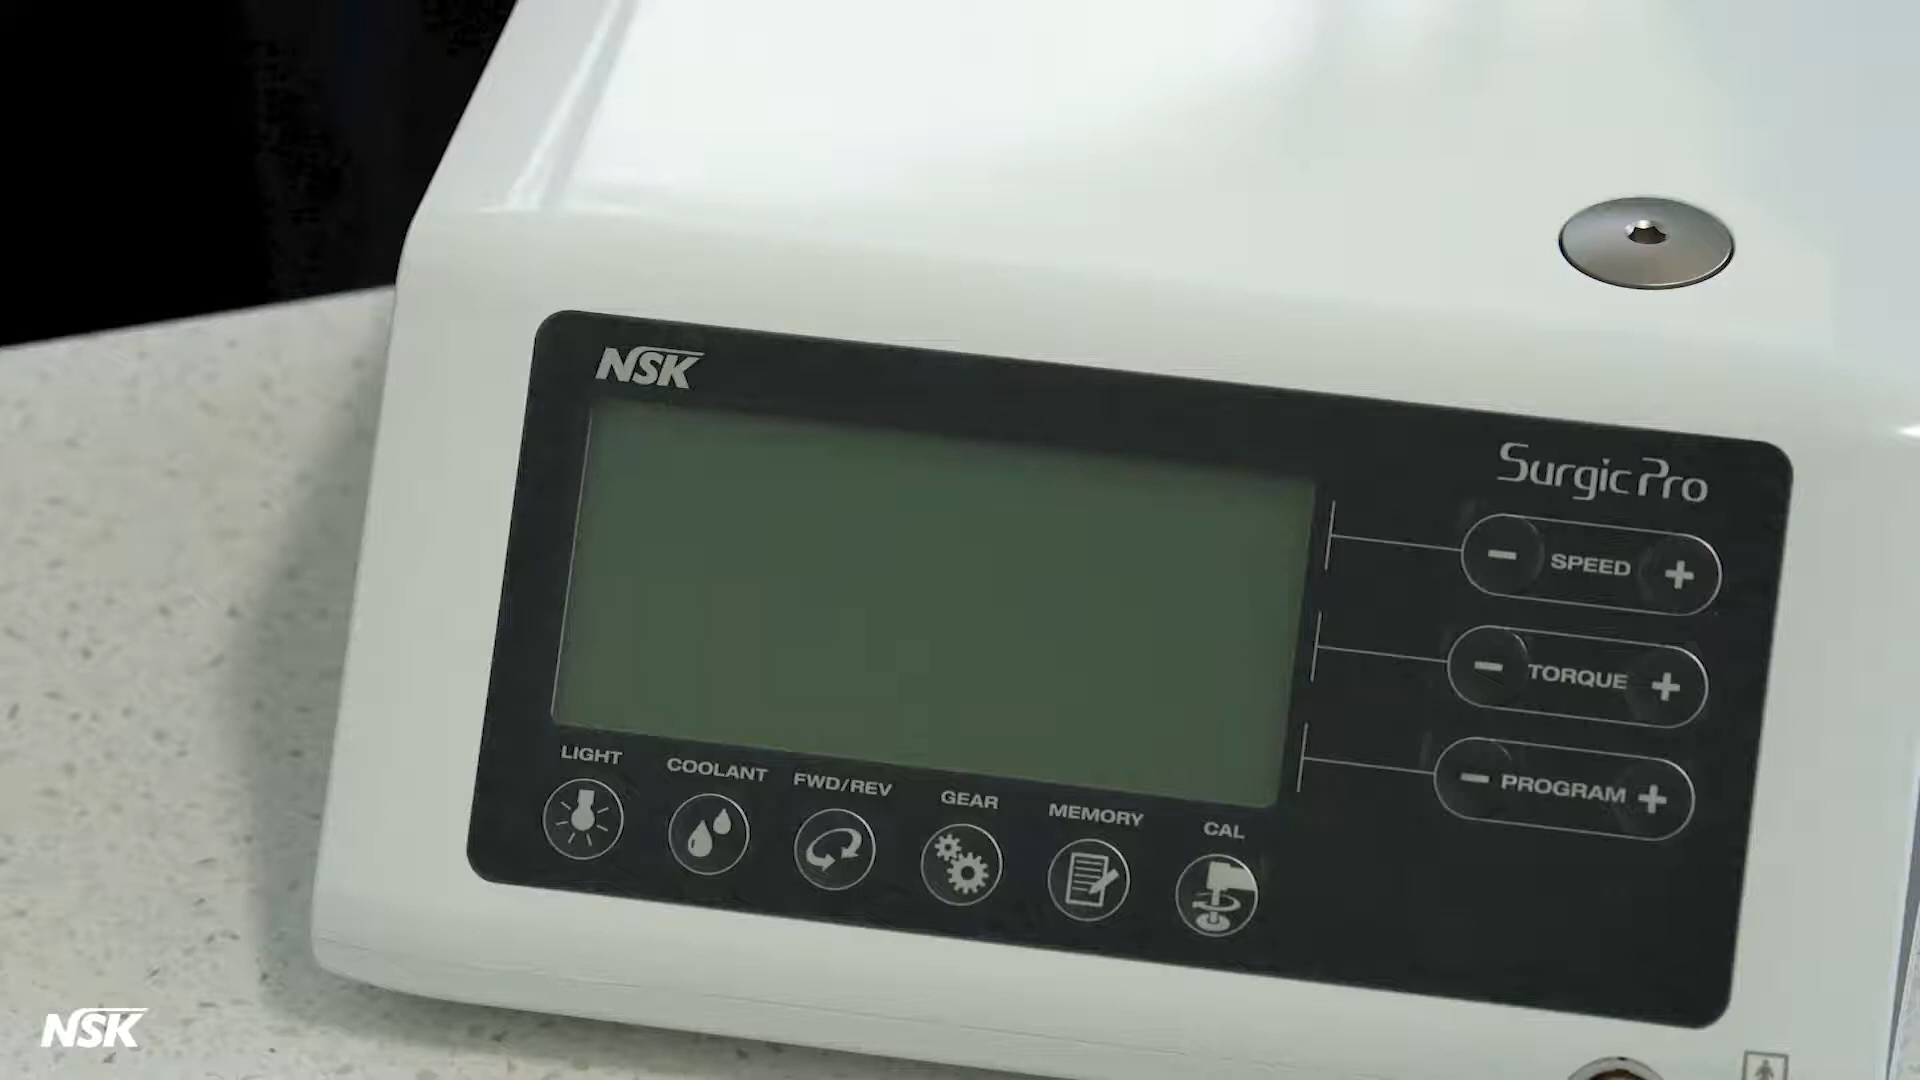 NSK
Surgic Pro
− SPEED +
− TORQUE +
− PROGRAM +
LIGHT
COOLANT
FWD/REV
GEAR
MEMORY
CAL
NSK